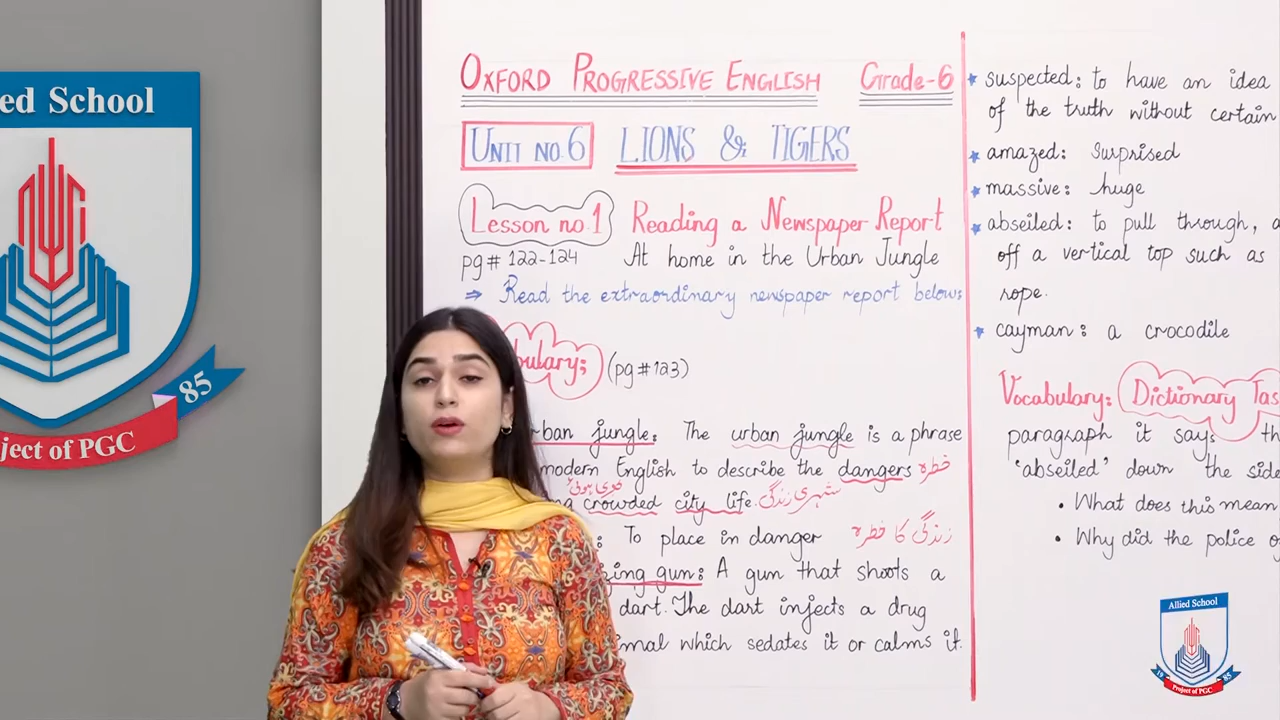 ed School
85
ject of PGC
OXFORD PROGRESSIVE ENGLISH Grade-6
UNIT NO.6 LIONS & TIGERS
Lesson no.1 Reading a Newspaper Report
pg# 122-124 At home in the Urban Jungle
⇒ Read the extraordinary newspaper report below:
bulary: (pg#123)
ban jungle: The urban jungle is a phrase
modern English to describe the dangers خطرہ
ng crowded city life. شہری زندگی
: To place in danger زندگی کا خطرہ
ing gun: A gun that shoots a
dart. The dart injects a drug
mal which sedates it or calms it.
suspected: to have an idea
of the truth without certain
amazed: surprised
massive: huge
abseiled: to pull through, a
off a vertical top such as
rope.
cayman: a crocodile
Vocabulary: Dictionary Tas
paragraph it says th
'abseiled' down the side
• What does this mean
• Why did the police o
Allied School
19 85
Project of PGC